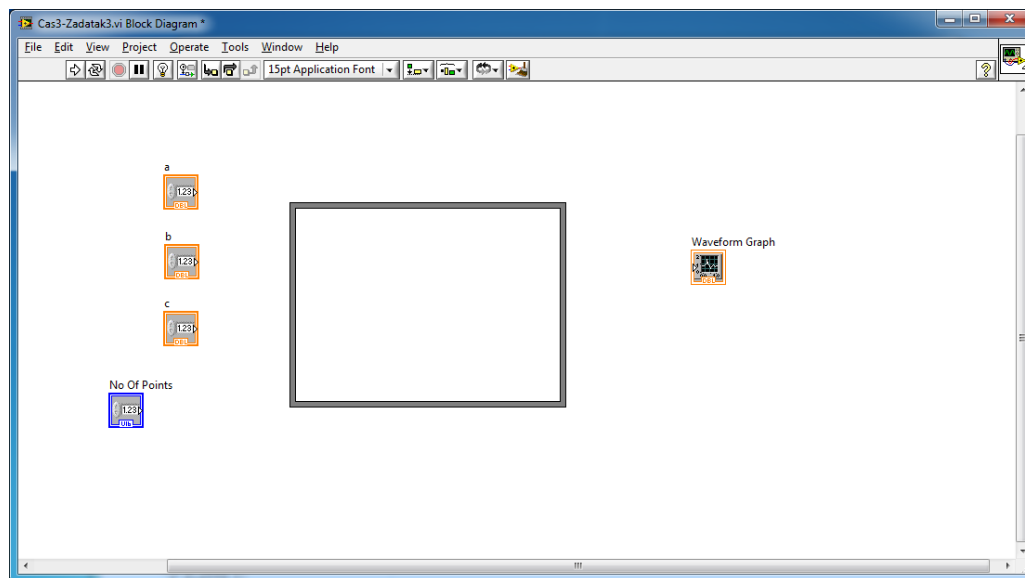 Cas3-Zadatak3.vi Block Diagram *
File Edit View Project Operate Tools Window Help
15pt Application Font
?
a
1.23
DBL
b
1.23
DBL
c
1.23
DBL
No Of Points
1.23
U16
Waveform Graph
DBL